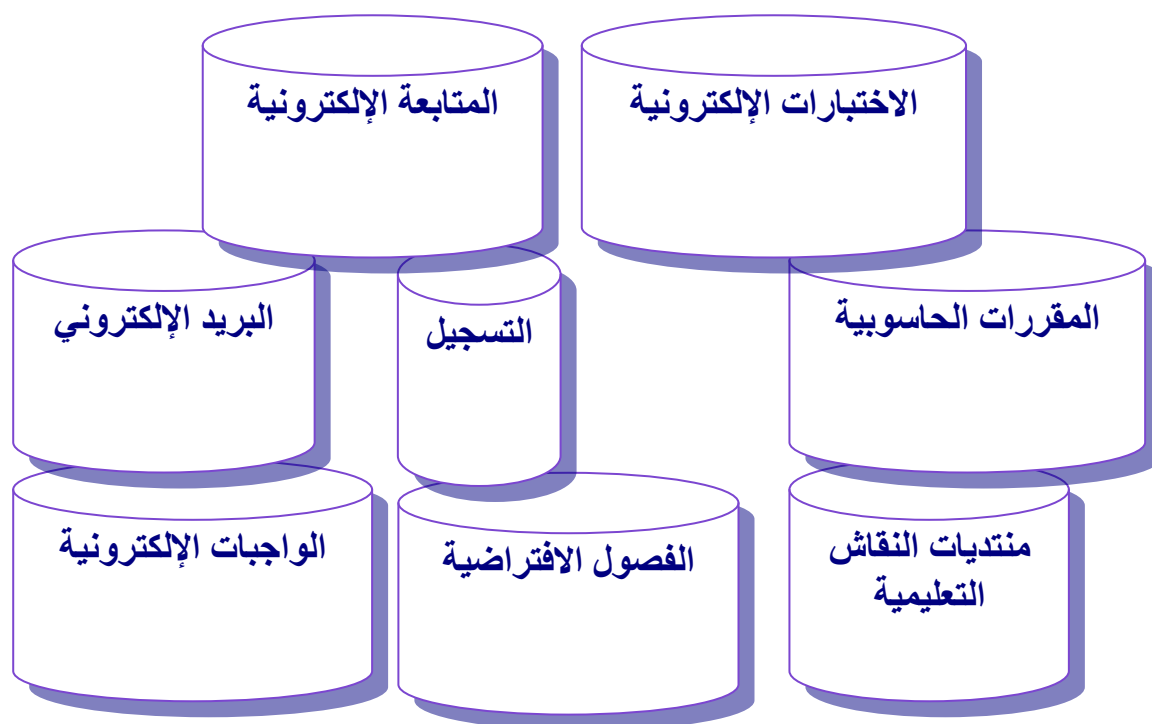 الاختبارات الإلكترونية
المتابعة الإلكترونية
المقررات الحاسوبية
التسجيل
البريد الإلكتروني
منتديات النقاش
التعليمية
الفصول الافتراضية
الواجبات الإلكترونية